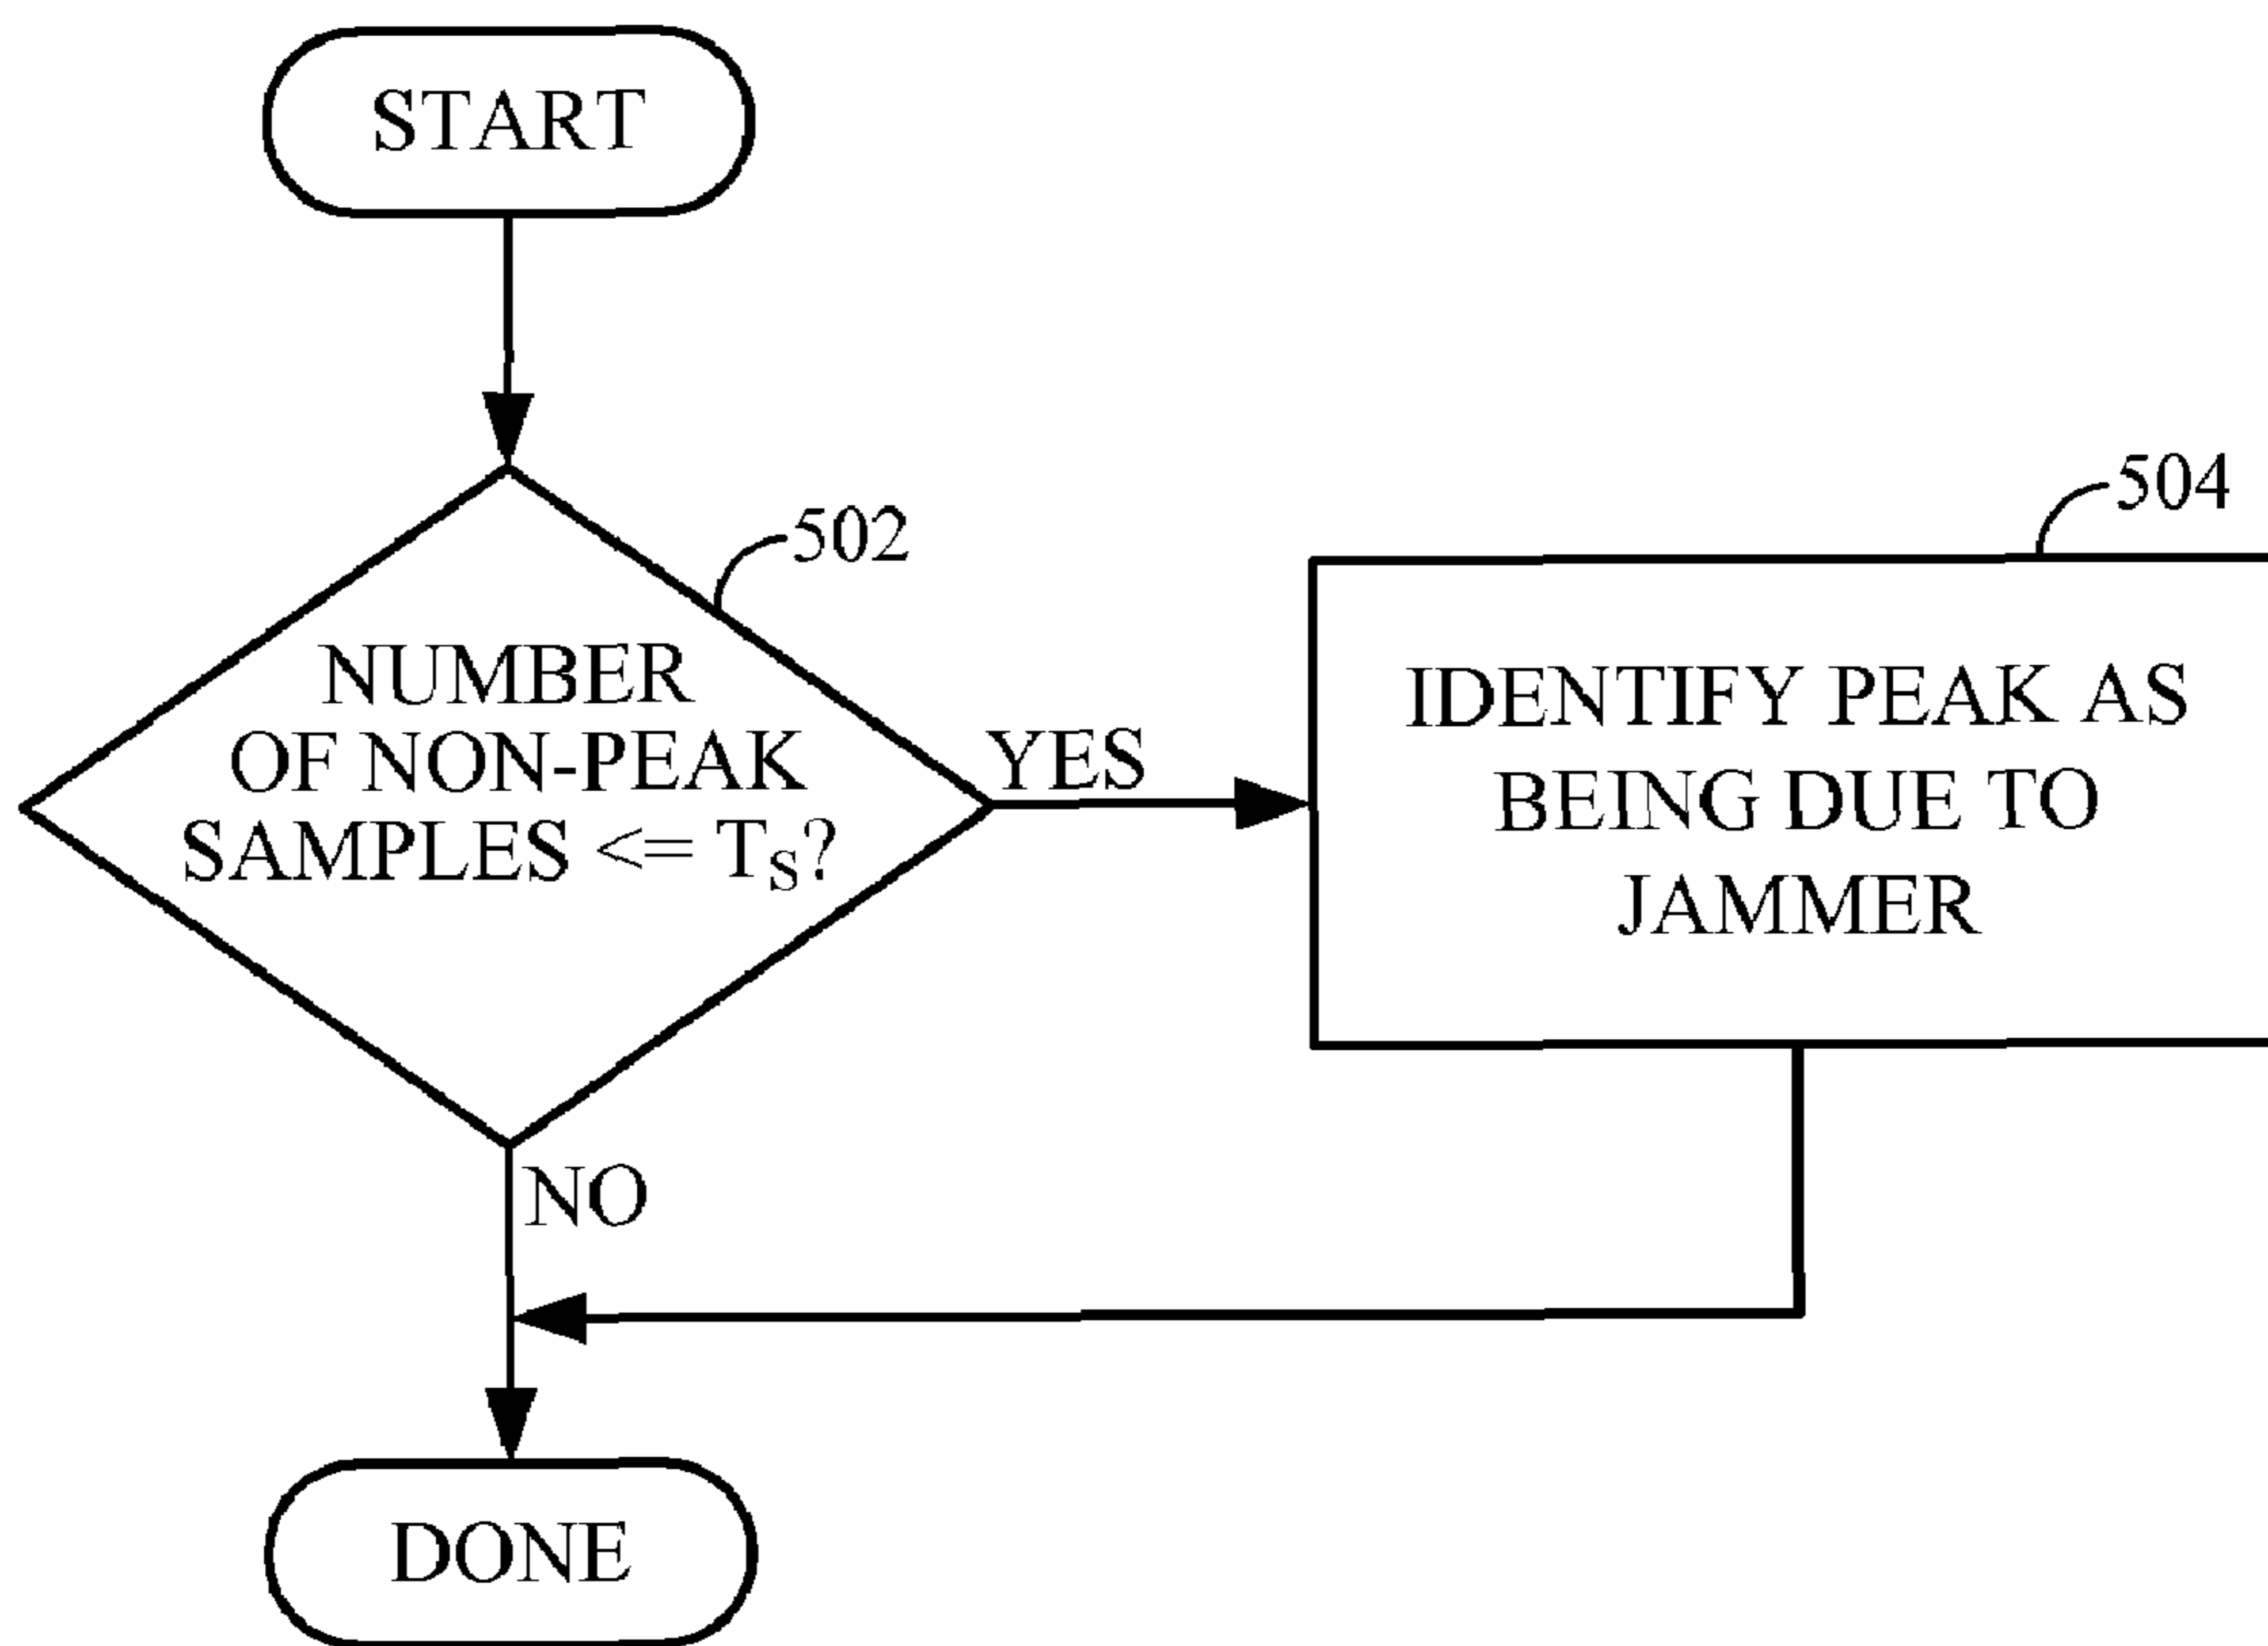 START
502
NUMBER
OF NON-PEAK
SAMPLES <= TS?
YES
504
IDENTIFY PEAK AS
BEING DUE TO
JAMMER
NO
DONE